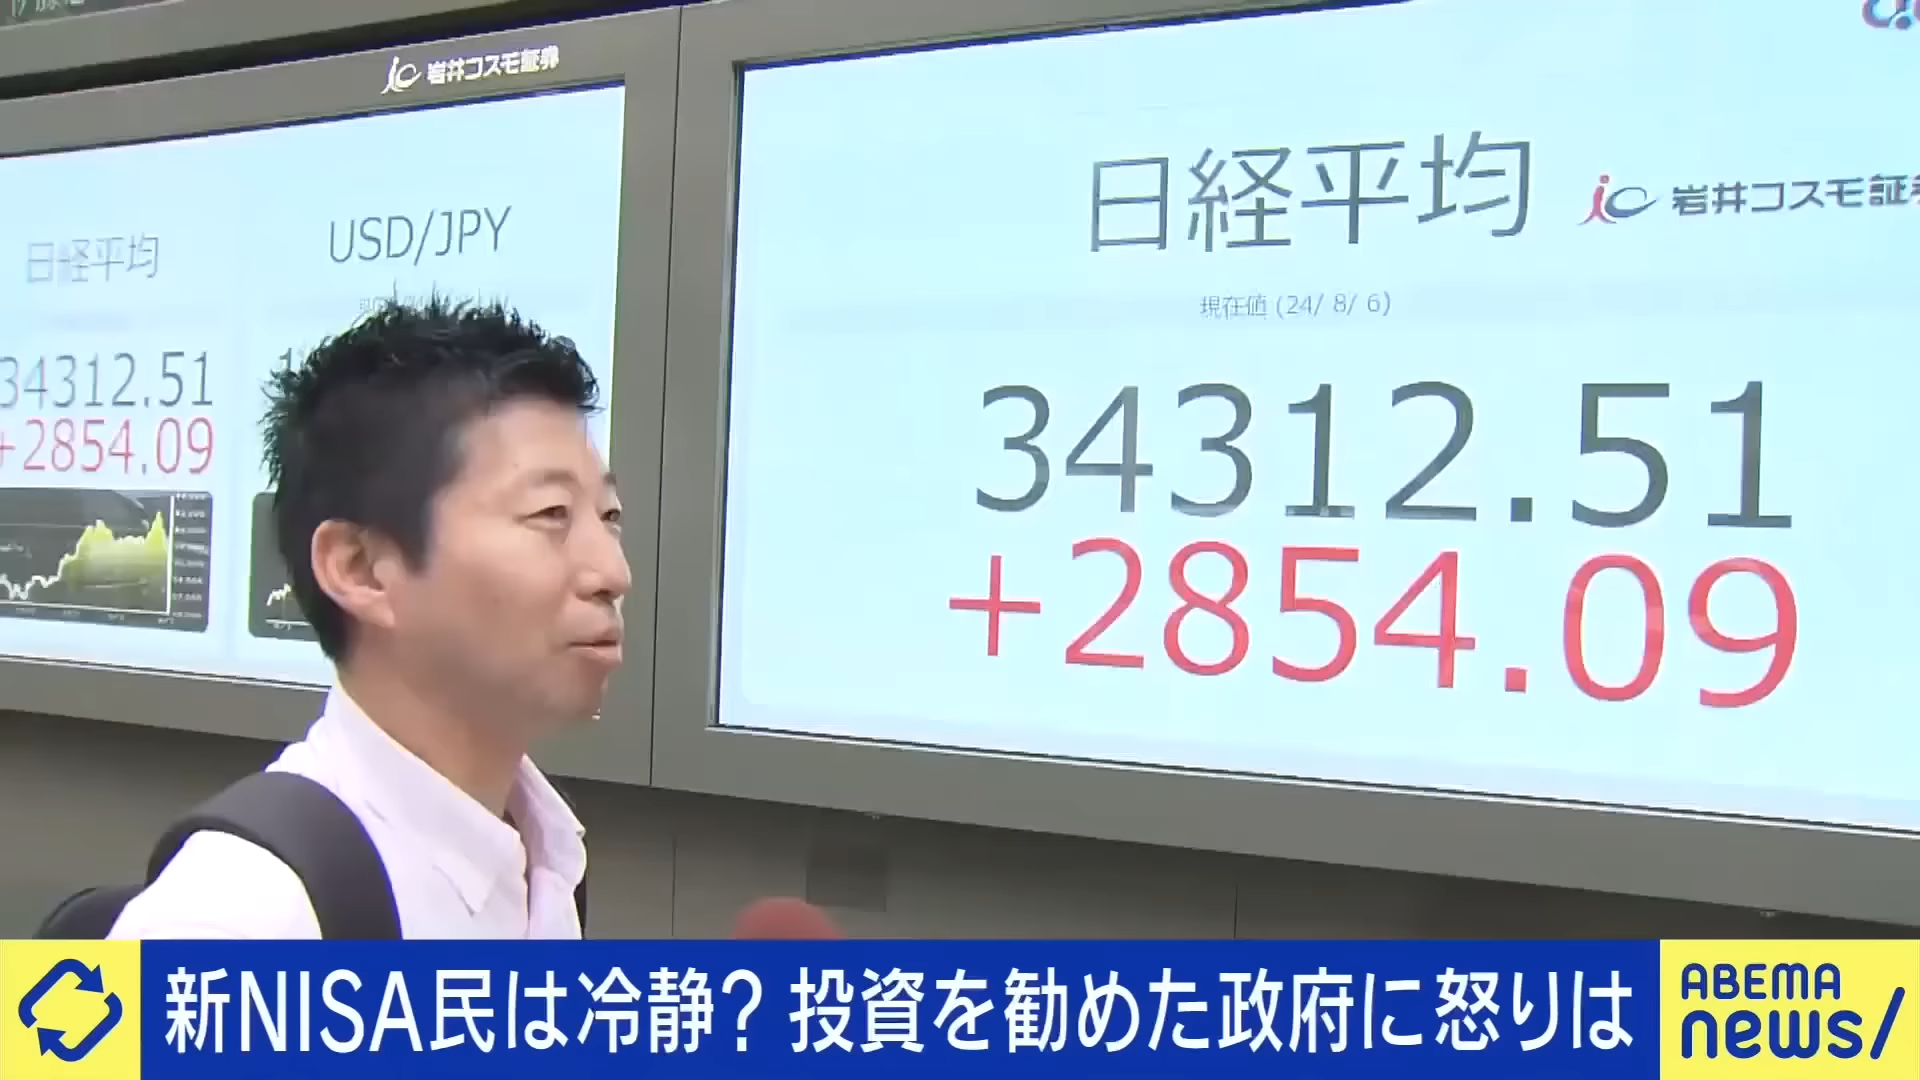 岩井コスモ証券
日経平均
34312.51
+2854.09
USD/JPY
日経平均
岩井コスモ証
現在値 (24/ 8/ 6)
34312.51
+2854.09
新NISA民は冷静？投資を勧めた政府に怒りは
ABEMA
news/